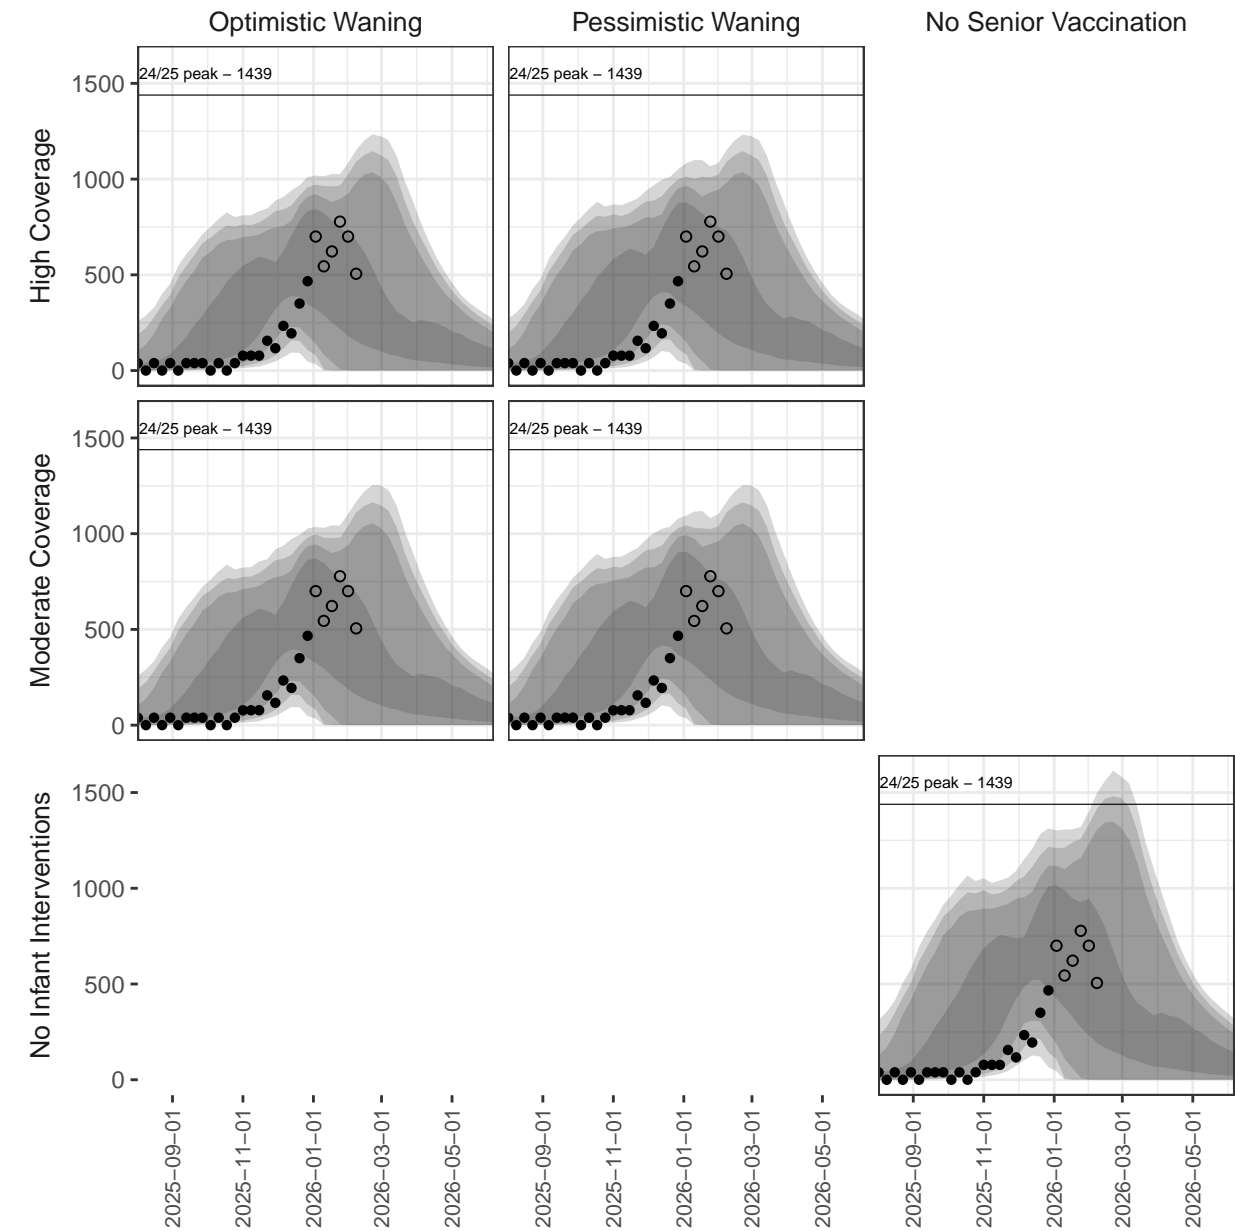 Optimistic Waning
Pessimistic Waning
No Senior Vaccination
High Coverage
1500
1000
500
0
24/25 peak − 1439
24/25 peak − 1439
Moderate Coverage
1500
1000
500
0
24/25 peak − 1439
24/25 peak − 1439
No Infant Interventions
1500
1000
500
0
24/25 peak − 1439
2025−09−01
2025−11−01
2026−01−01
2026−03−01
2026−05−01
2025−09−01
2025−11−01
2026−01−01
2026−03−01
2026−05−01
2025−09−01
2025−11−01
2026−01−01
2026−03−01
2026−05−01